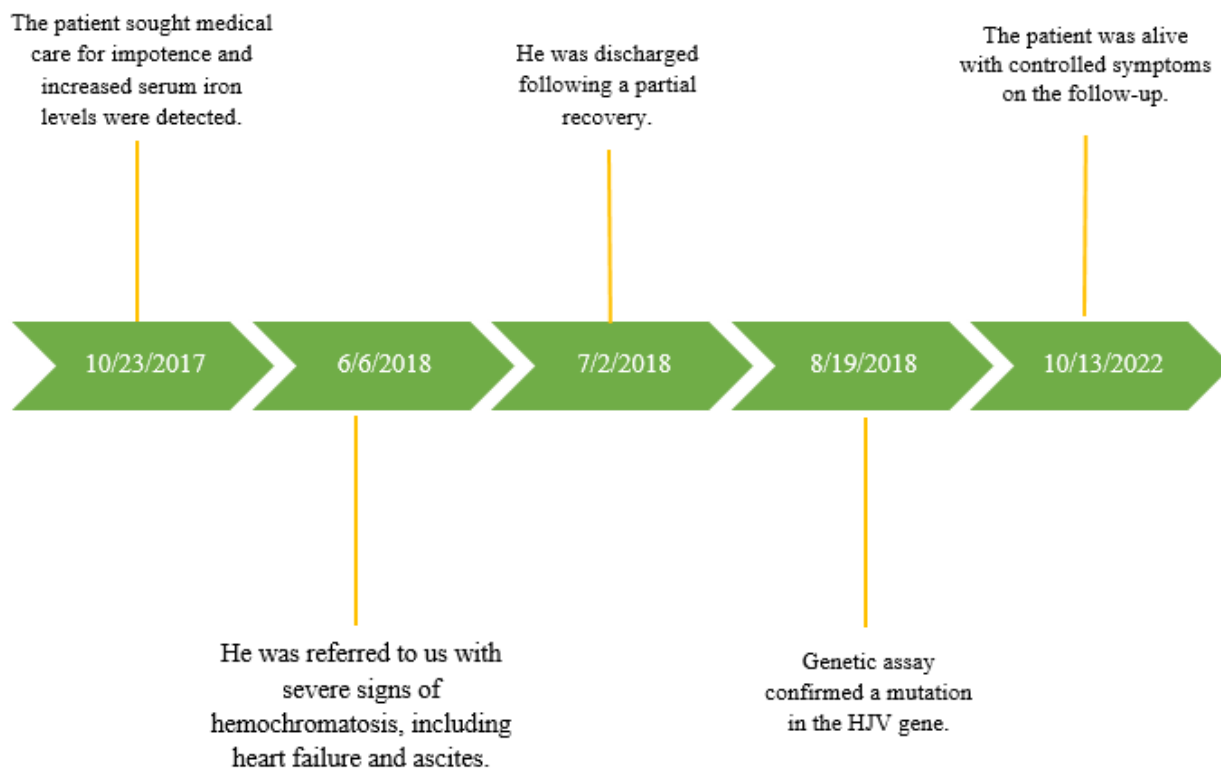 The patient sought medical
care for impotence and
increased serum iron
levels were detected.
He was discharged
following a partial
recovery.
The patient was alive
with controlled symptoms
on the follow-up.
10/23/2017
6/6/2018
7/2/2018
8/19/2018
10/13/2022
He was referred to us with
severe signs of
hemochromatosis, including
heart failure and ascites.
Genetic assay
confirmed a mutation
in the HJV gene.